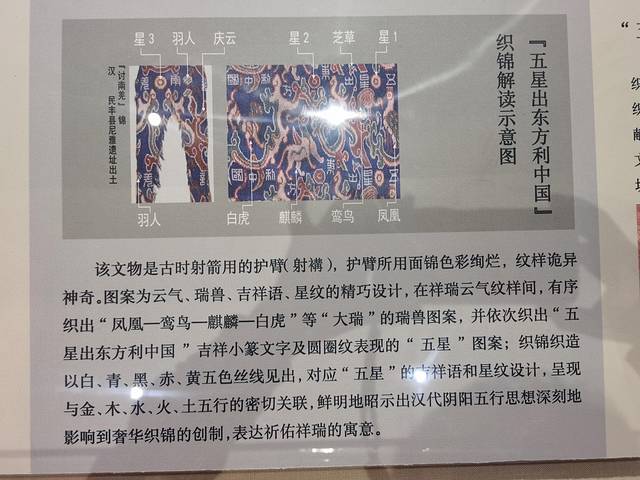 『五星出东方利中国』
织锦解读示意图
星3 羽人 庆云 星2 芝草 星1
『讨南羌』锦
汉 民丰县尼雅遗址出土
羽人 白虎 麒麟 鸾鸟 凤凰
该文物是古时射箭用的护臂(射褠)，护臂所用面锦色彩绚烂，纹样诡异
神奇。图案为云气、瑞兽、吉祥语、星纹的精巧设计，在祥瑞云气纹样间，有序
织出“凤凰—鸾鸟—麒麟—白虎”等“大瑞”的瑞兽图案，并依次织出“五
星出东方利中国”吉祥小篆文字及圆圈纹表现的“五星”图案；织锦织造
以白、青、黑、赤、黄五色丝线见出，对应“五星”的吉祥语和星纹设计，呈现
与金、木、水、火、土五行的密切关联，鲜明地昭示出汉代阴阳五行思想深刻地
影响到奢华织锦的创制，表达祈佑祥瑞的寓意。